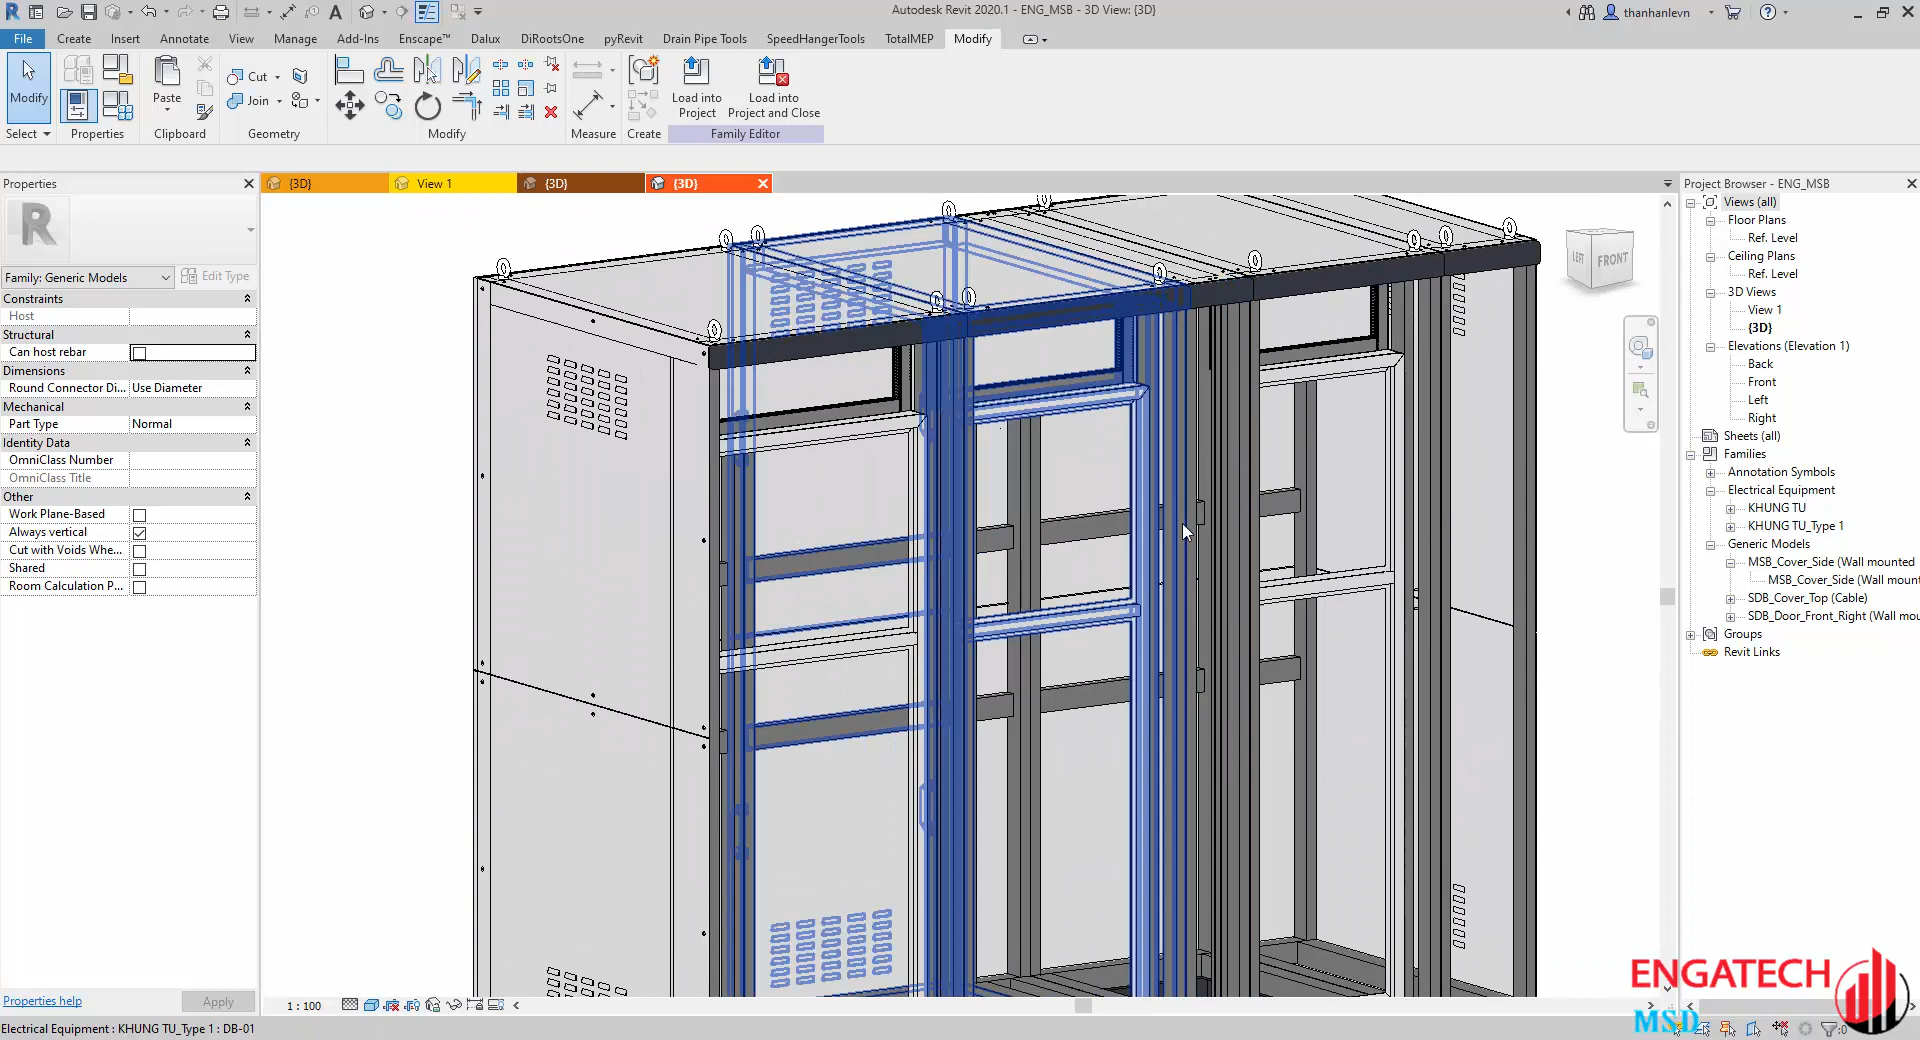 Autodesk Revit 2020.1 - ENG_MSB - 3D View: {3D}
thanhanlevn
File
Create
Insert
Annotate
View
Manage
Add-Ins
Enscape™
Dalux
DiRootsOne
pyRevit
Drain Pipe Tools
SpeedHangerTools
TotalMEP
Modify
Modify
Select
Properties
Paste
Clipboard
Cut
Join
Geometry
Modify
Measure
Create
Load into Project
Load into Project and Close
Family Editor
Properties
{3D}
View 1
{3D}
{3D}
Project Browser - ENG_MSB
R
Family: Generic Models
Edit Type
Constraints
Host
Structural
Can host rebar
Dimensions
Round Connector Di... Use Diameter
Mechanical
Part Type Normal
Identity Data
OmniClass Number
OmniClass Title
Other
Work Plane-Based
Always vertical
Cut with Voids Whe...
Shared
Room Calculation P...
Properties help
Apply
LEFT
FRONT
Views (all)
Floor Plans
Ref. Level
Ceiling Plans
Ref. Level
3D Views
View 1
{3D}
Elevations (Elevation 1)
Back
Front
Left
Right
Sheets (all)
Families
Annotation Symbols
Electrical Equipment
KHUNG TU
KHUNG TU_Type 1
Generic Models
MSB_Cover_Side (Wall mounted
MSB_Cover_Side (Wall mount
SDB_Cover_Top (Cable)
SDB_Door_Front_Right (Wall mou
Groups
Revit Links
1 : 100
Electrical Equipment : KHUNG TU_Type 1 : DB-01
ENGATECH
MSD
:0